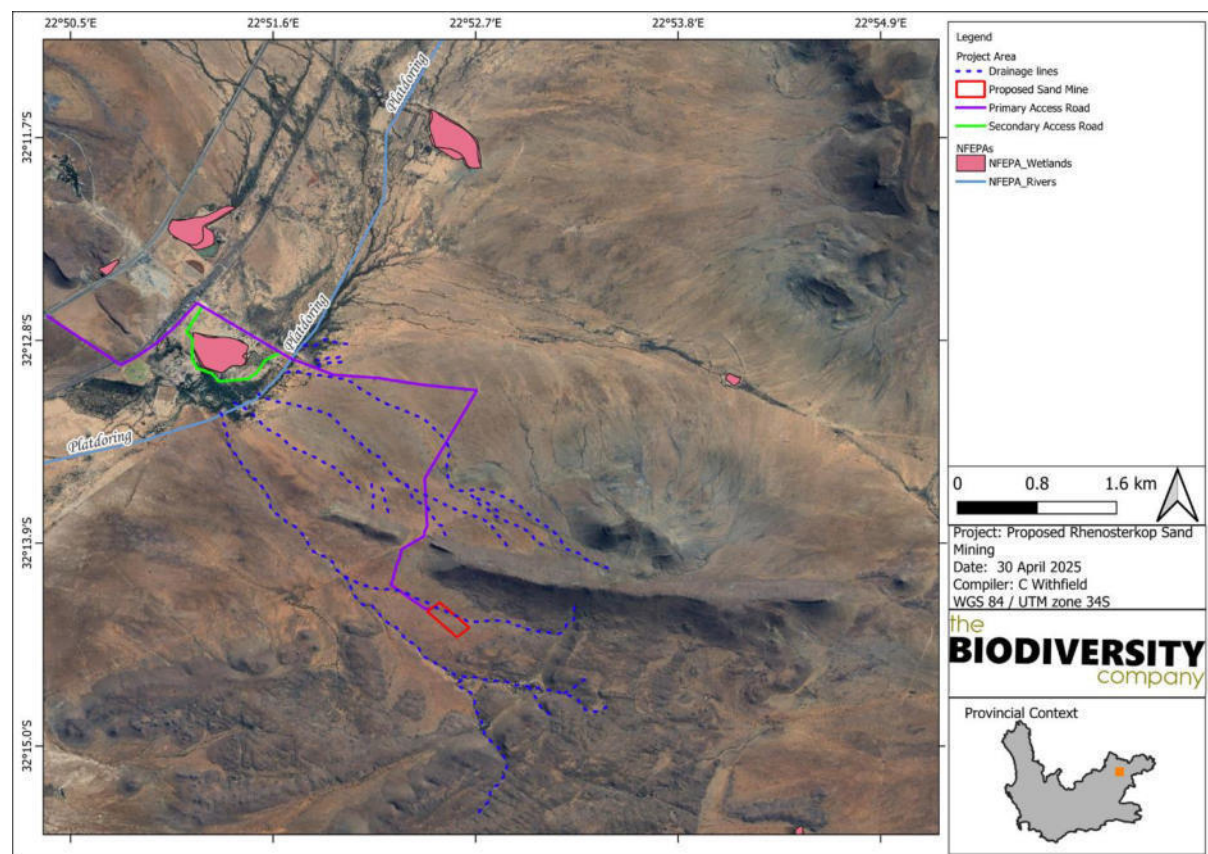 22°50.5'E
22°51.6'E
22°52.7'E
22°53.8'E
22°54.9'E
32°11.7'S
32°12.8'S
32°13.9'S
32°15.0'S
Platdoring
Platdoring
Platdoring
Legend
Project Area
Drainage lines
Proposed Sand Mine
Primary Access Road
Secondary Access Road
NFEPAs
NFEPA_Wetlands
NFEPA_Rivers
0 0.8 1.6 km
Project: Proposed Rhenosterkop Sand
Mining
Date: 30 April 2025
Compiler: C Withfield
WGS 84 / UTM zone 34S
the
BIODIVERSITY
company
Provincial Context